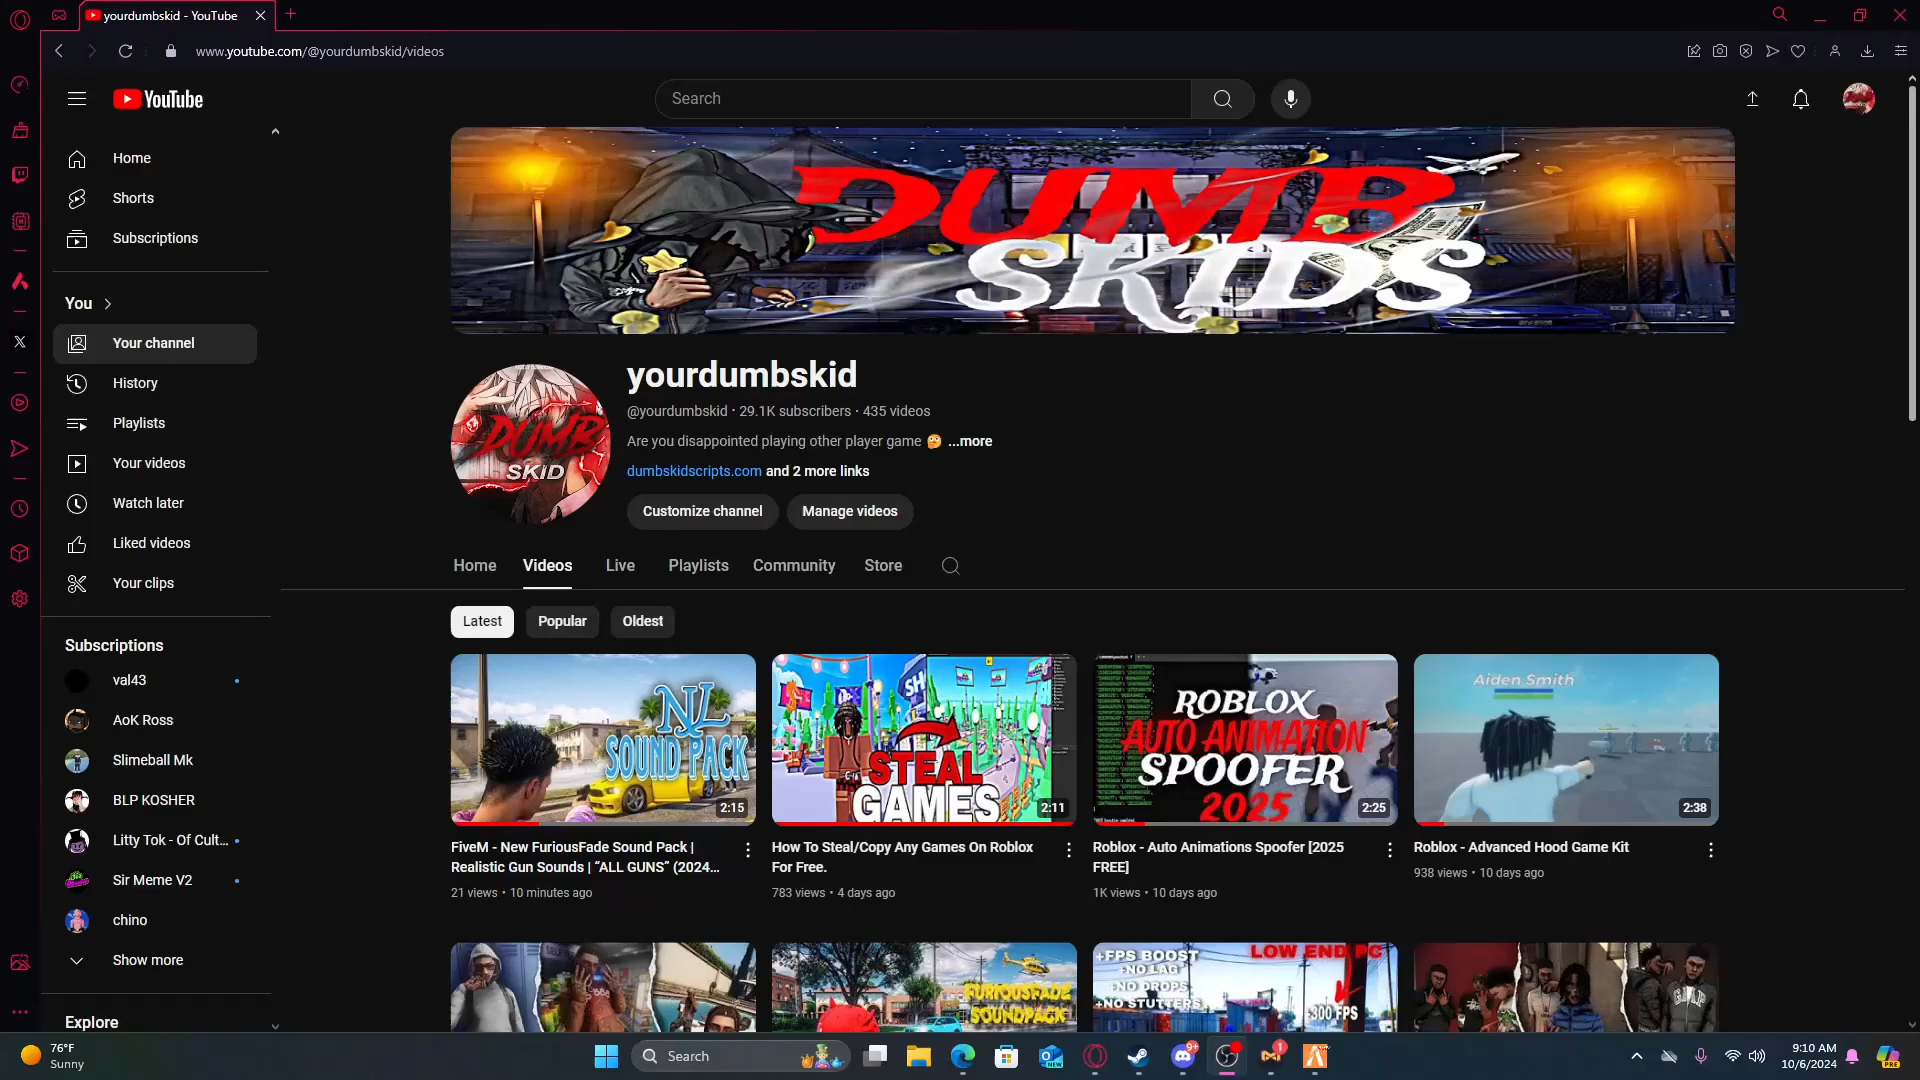 yourdumbskid - YouTube
www.youtube.com/@yourdumbskid/videos
YouTube
Search
Home
Shorts
Subscriptions
You
Your channel
History
Playlists
Your videos
Watch later
Liked videos
Your clips
Subscriptions
val43
AoK Ross
Slimeball Mk
BLP KOSHER
Litty Tok - Of Cult...
Sir Meme V2
chino
Show more
Explore
DUMB
SKIDS
DUMB
SKID
yourdumbskid
@yourdumbskid · 29.1K subscribers · 435 videos
Are you disappointed playing other player game 🤔 ...more
dumbskidscripts.com and 2 more links
Customize channel
Manage videos
Home
Videos
Live
Playlists
Community
Store
Latest
Popular
Oldest
NL
SOUND PACK
2:15
FiveM - New FuriousFade Sound Pack |
Realistic Gun Sounds | “ALL GUNS” (2024...
21 views · 10 minutes ago
STEAL
GAMES
2:11
How To Steal/Copy Any Games On Roblox
For Free.
783 views · 4 days ago
ROBLOX
AUTO ANIMATION
SPOOFER
2025
2:25
Roblox - Auto Animations Spoofer [2025
FREE]
1K views · 10 days ago
Aiden Smith
2:38
Roblox - Advanced Hood Game Kit
938 views · 10 days ago
FURIOUSFADE
SOUNDPACK
+FPS BOOST
+NO LAG
+NO DROPS
+NO STUTTERS
LOW END PC
+300 FPS
76°F
Sunny
Search
NEW
9+
1
9:10 AM
10/6/2024
PRE